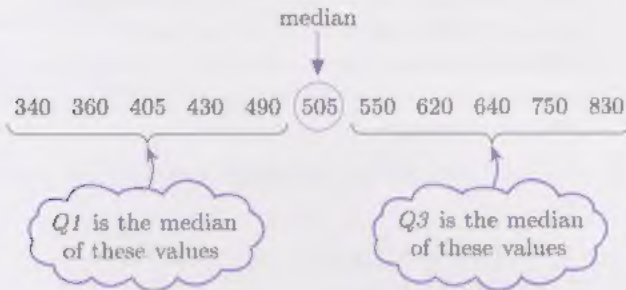 median
340 360 405 430 490 505 550 620 640 750 830
Q1 is the median
of these values
Q3 is the median
of these values